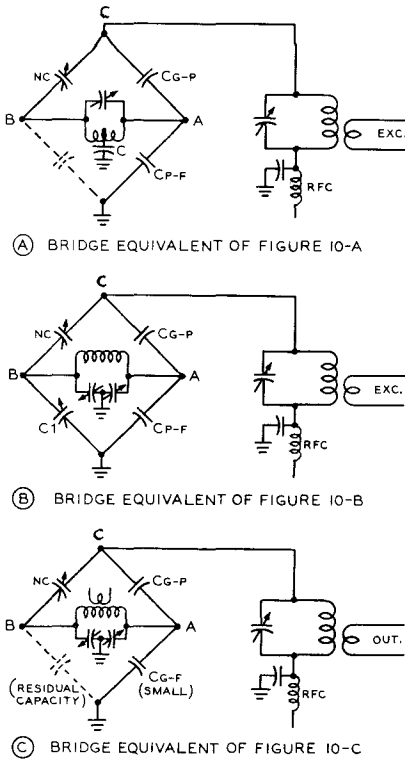 C
NC
CG-P
B
A
C
CP-F
EXC.
RFC
A BRIDGE EQUIVALENT OF FIGURE 10-A
C
NC
CG-P
B
A
C1
CP-F
EXC.
RFC
B BRIDGE EQUIVALENT OF FIGURE 10-B
C
NC
CG-P
B
A
(RESIDUAL
CAPACITY)
CG-F
(SMALL)
OUT.
RFC
C BRIDGE EQUIVALENT OF FIGURE 10-C